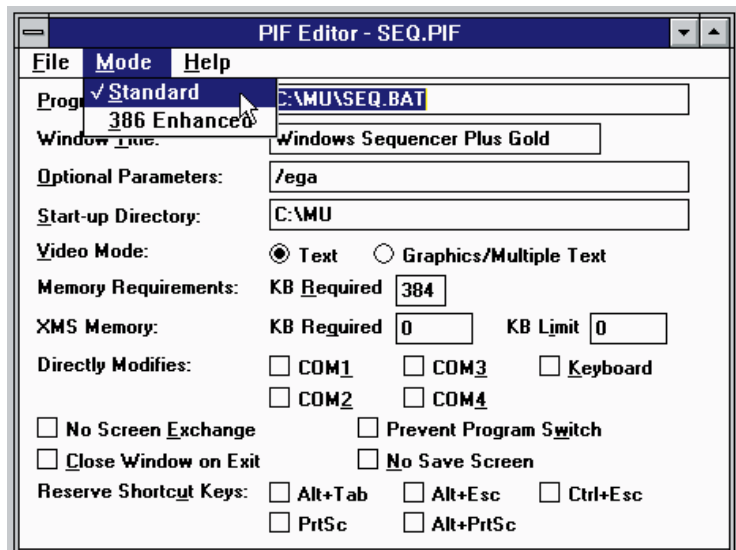 PIF Editor - SEQ.PIF
File Mode Help
√ Standard
386 Enhanced
C:\MU\SEQ.BAT
Windows Sequencer Plus Gold
Optional Parameters: /ega
Start-up Directory: C:\MU
Video Mode: Text Graphics/Multiple Text
Memory Requirements: KB Required 384
XMS Memory: KB Required 0 KB Limit 0
Directly Modifies: COM1 COM3 Keyboard
COM2 COM4
No Screen Exchange Prevent Program Switch
Close Window on Exit No Save Screen
Reserve Shortcut Keys: Alt+Tab Alt+Esc Ctrl+Esc
PrtSc Alt+PrtSc